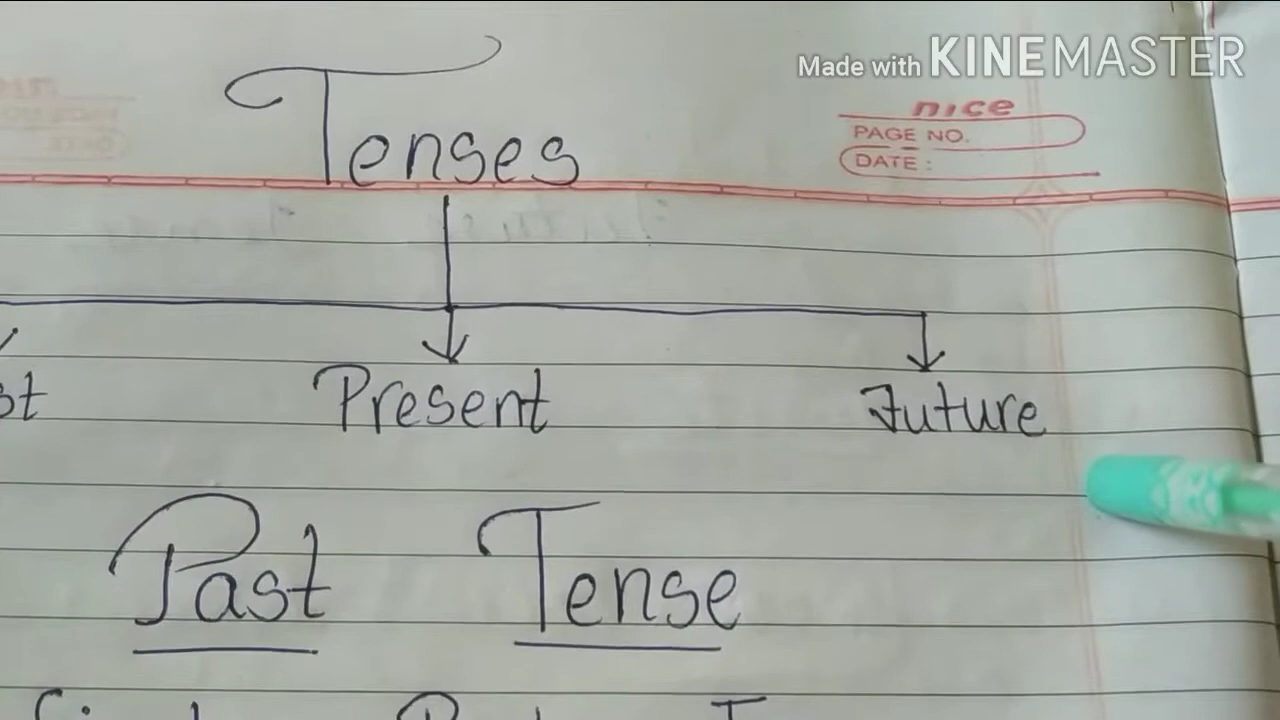 Made with KINEMASTER
Tenses
nice
PAGE NO.
DATE :
Present Future
Past Tense